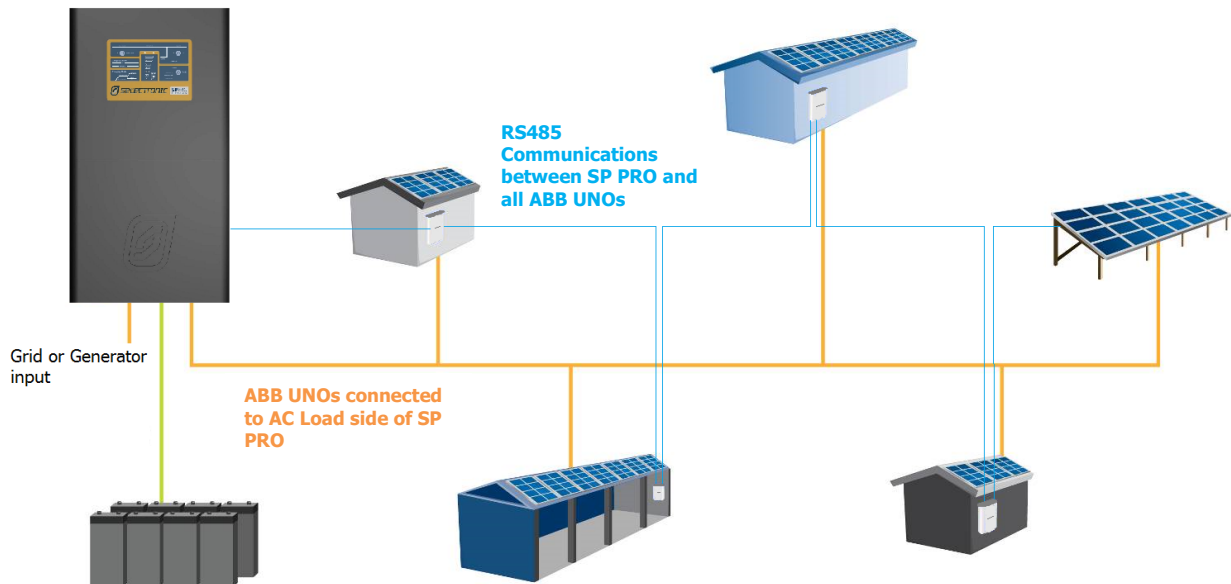 SELECTRONIC
RS485
Communications
between SP PRO and
all ABB UNOs
Grid or Generator
input
ABB UNOs connected
to AC Load side of SP
PRO